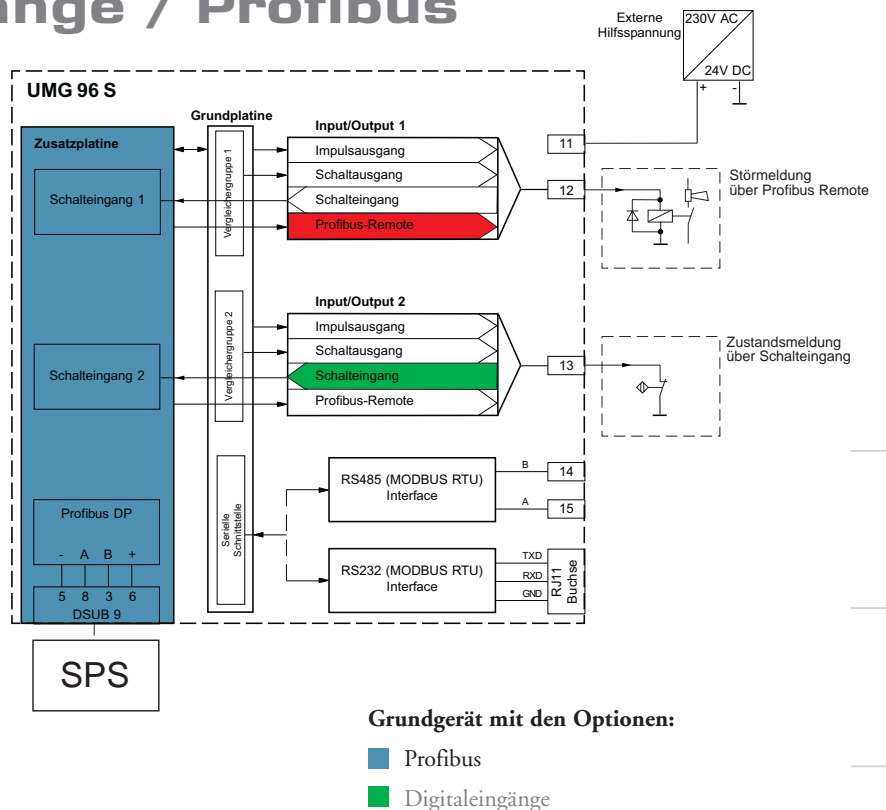 änge / Profibus
Externe
Hilfsspannung
230V AC
24V DC
+ -
UMG 96 S
Grundplatine
Zusatzplatine
Input/Output 1
Vergleichergruppe 1
Impulsausgang
Schaltausgang
Schalteingang
Profibus-Remote
Schalteingang 1
11
12
Störmeldung
über Profibus Remote
Input/Output 2
Vergleichergruppe 2
Impulsausgang
Schaltausgang
Schalteingang
Profibus-Remote
Schalteingang 2
13
Zustandsmeldung
über Schalteingang
Serielle
Schnittstelle
RS485 (MODBUS RTU)
Interface
B
14
A
15
RS232 (MODBUS RTU)
Interface
TXD
RXD
GND
RJ11
Buchse
Profibus DP
- A B +
5 8 3 6
DSUB 9
SPS
Grundgerät mit den Optionen:
Profibus
Digitaleingänge